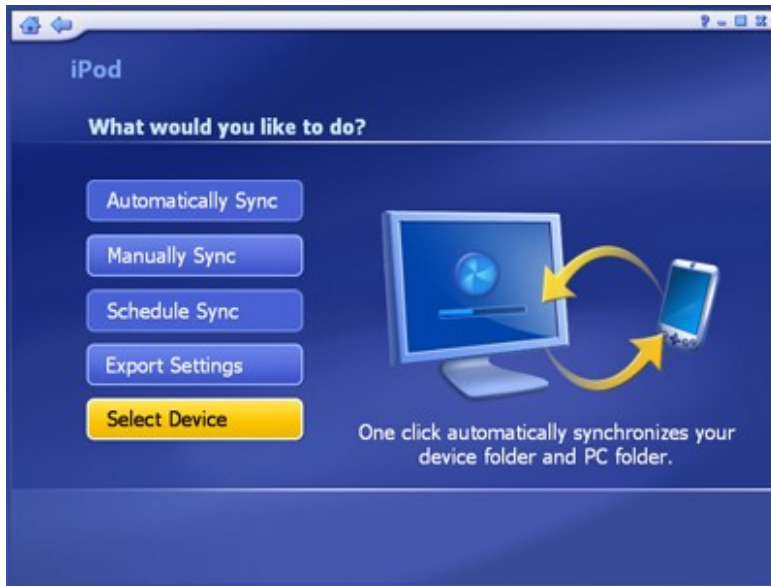 iPod
What would you like to do?
Automatically Sync
Manually Sync
Schedule Sync
Export Settings
Select Device
One click automatically synchronizes your
device folder and PC folder.